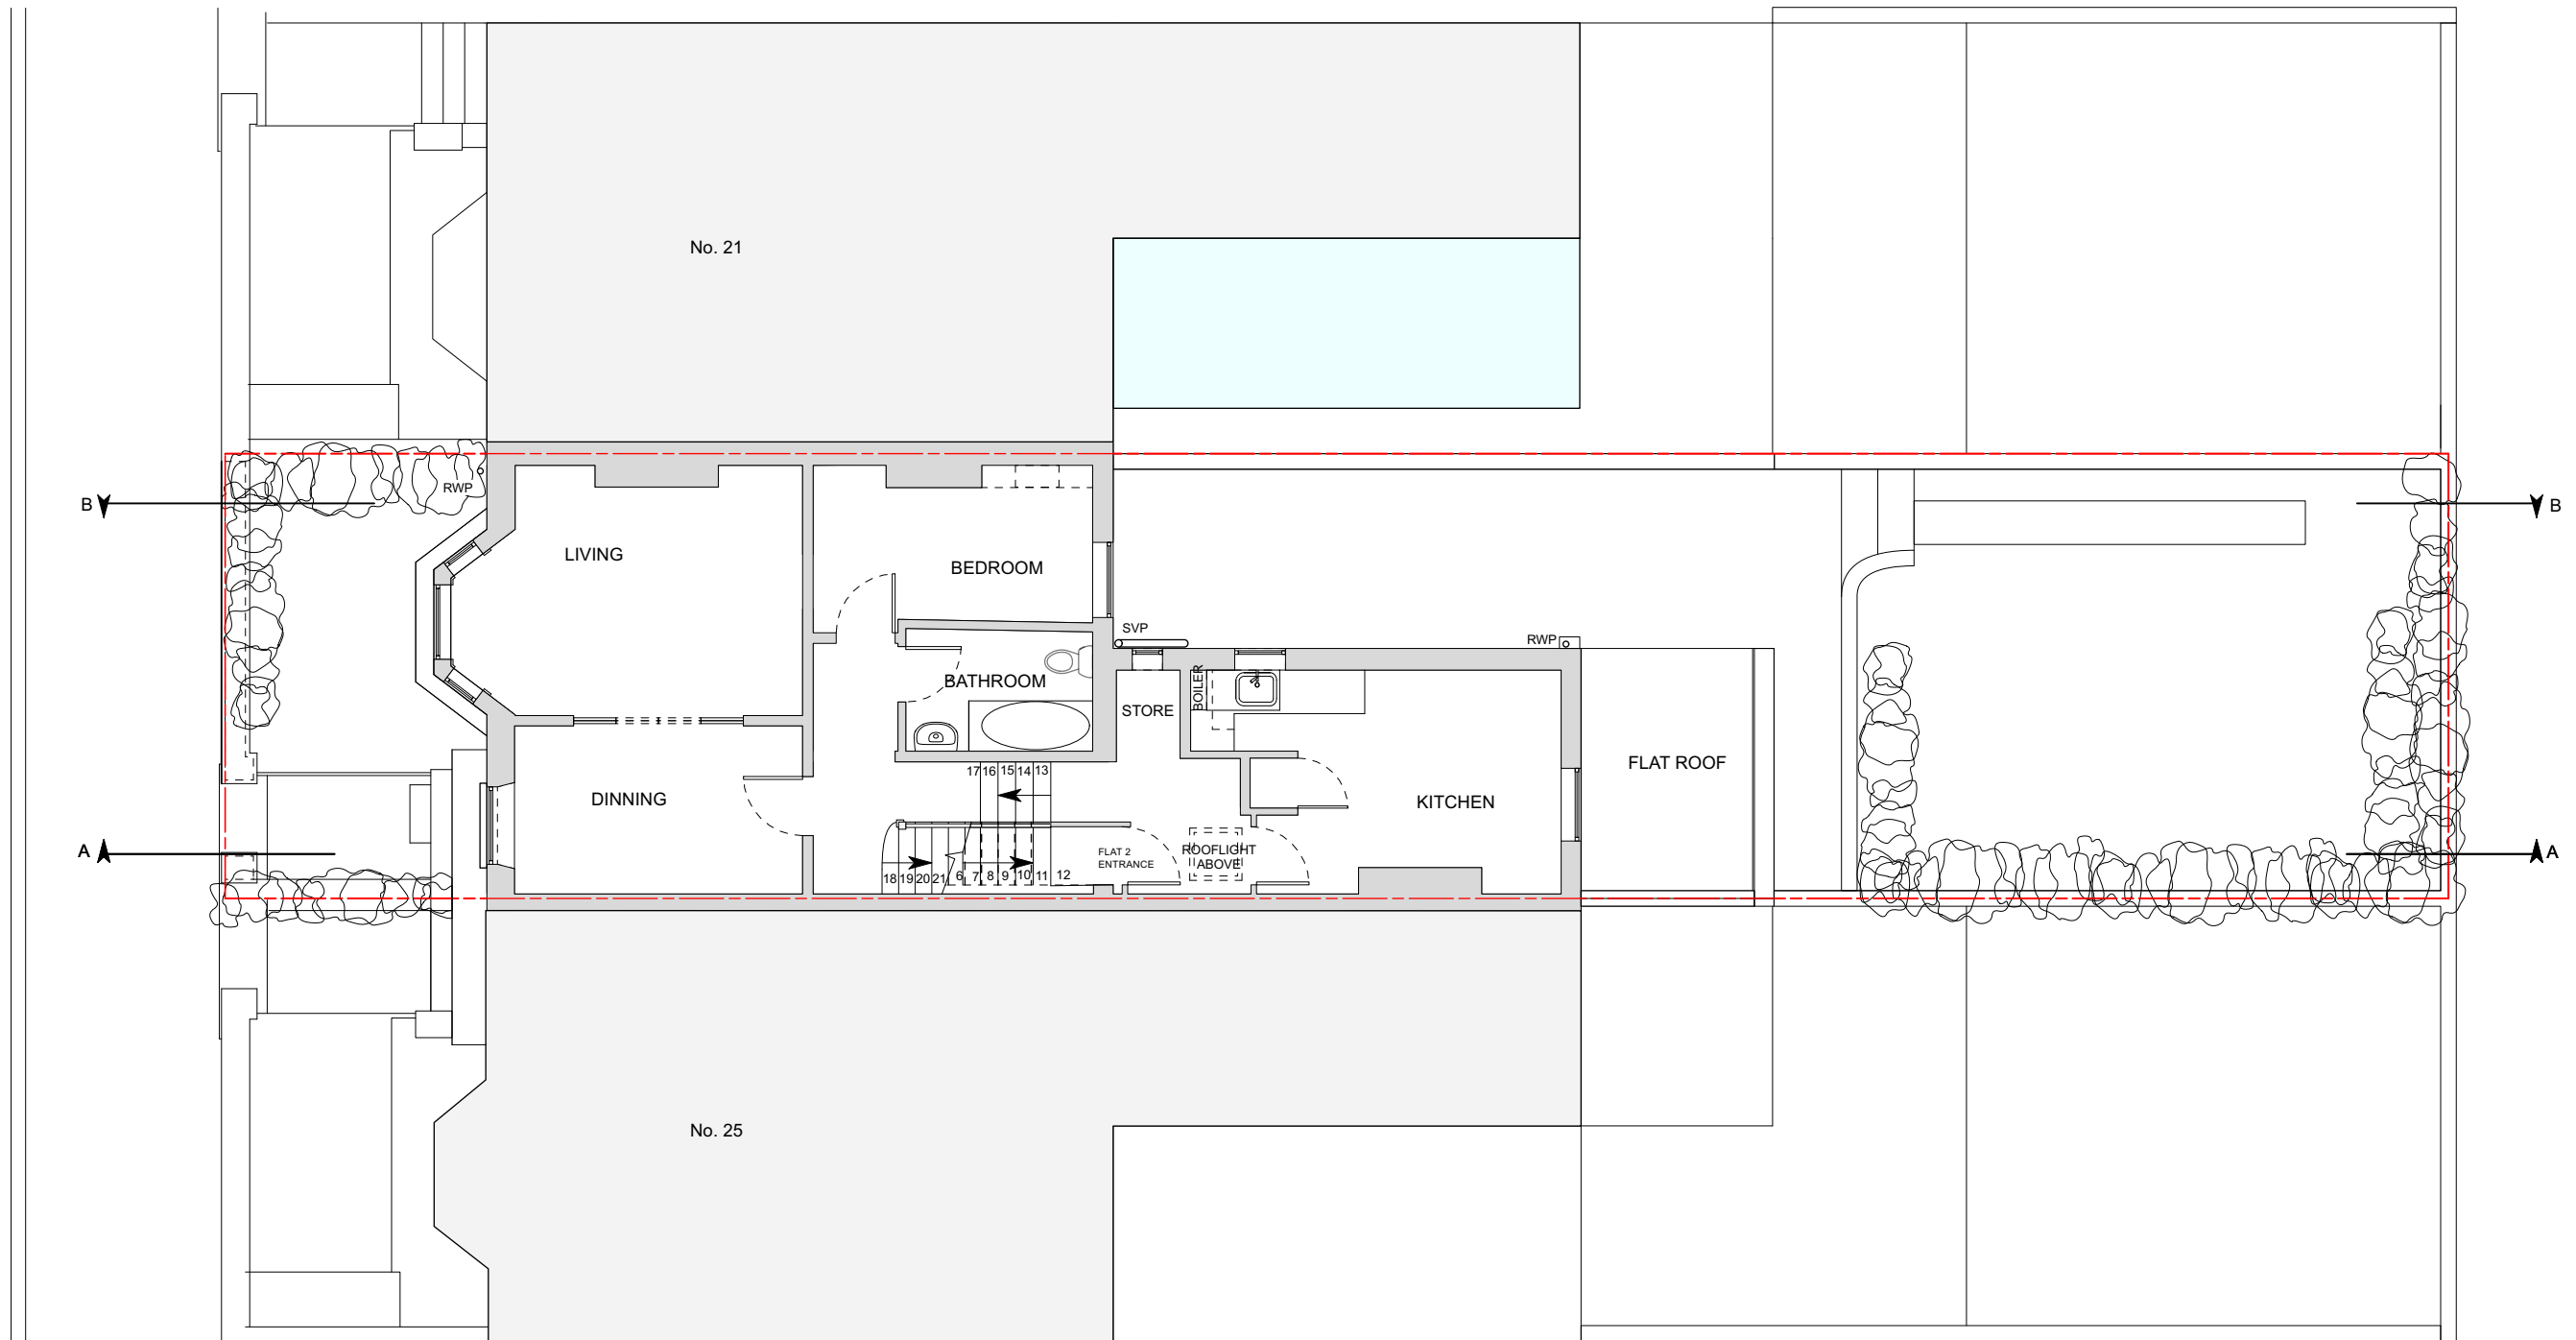 No. 21
RWP
B
B
LIVING
BEDROOM
SVP
RWP
BATHROOM
BOILER
STORE
FLAT ROOF
17 16 15 14 13
DINNING
KITCHEN
A
A
FLAT 2
ENTRANCE
ROOFLIGHT
ABOVE
18 19 20 21 6 7 8 9 10 11 12
No. 25